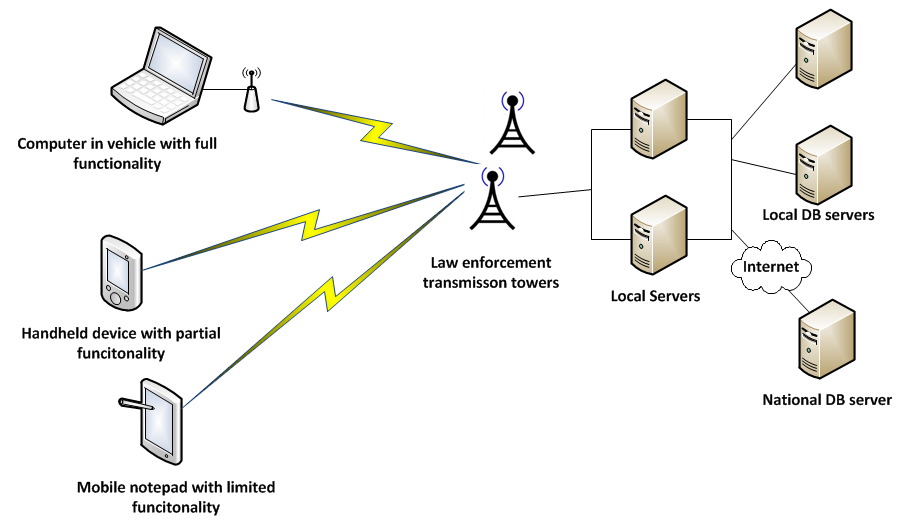 Computer in vehicle with full
functionality
Handheld device with partial
funcitonality
Mobile notepad with limited
funcitonality
Law enforcement
transmisson towers
Local Servers
Local DB servers
Internet
National DB server